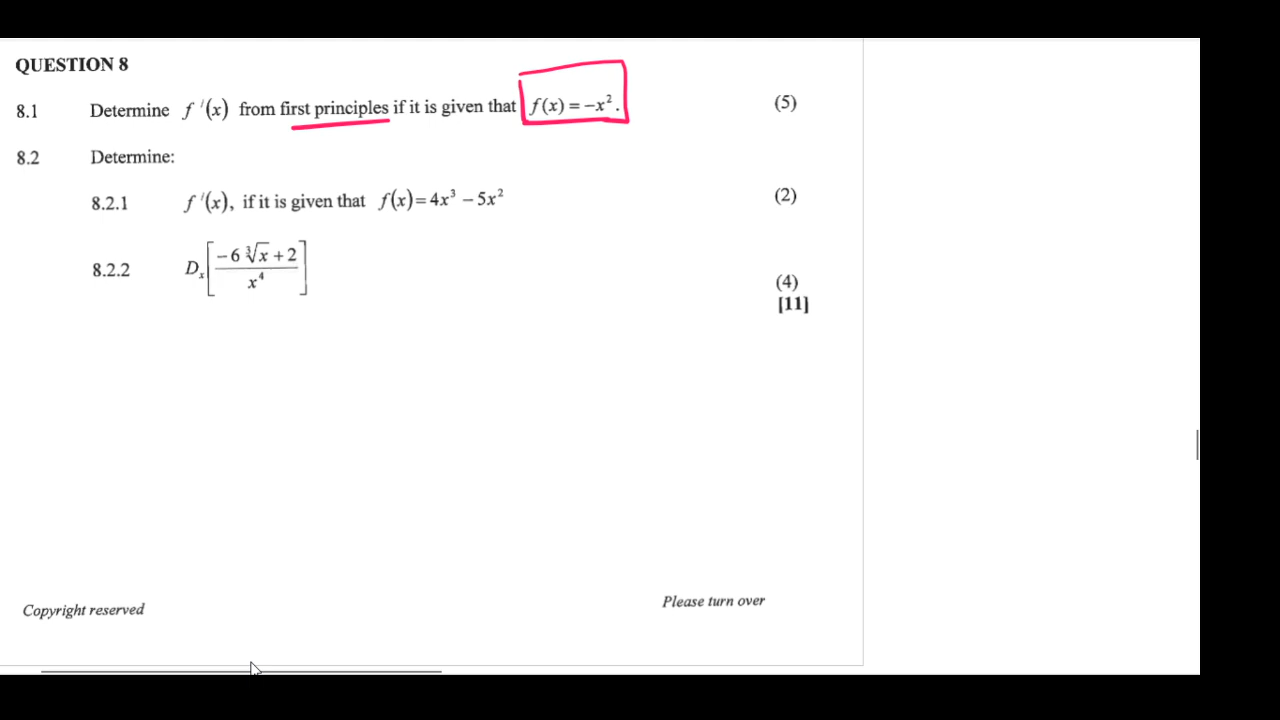 QUESTION 8
8.1 Determine f ′(x) from first principles if it is given that f(x) = −x². (5)
8.2 Determine:
8.2.1 f ′(x), if it is given that f(x) = 4x³ − 5x² (2)
8.2.2 Dₓ[(−6 ∛x + 2)/x⁴] (4)
[11]
Copyright reserved Please turn over